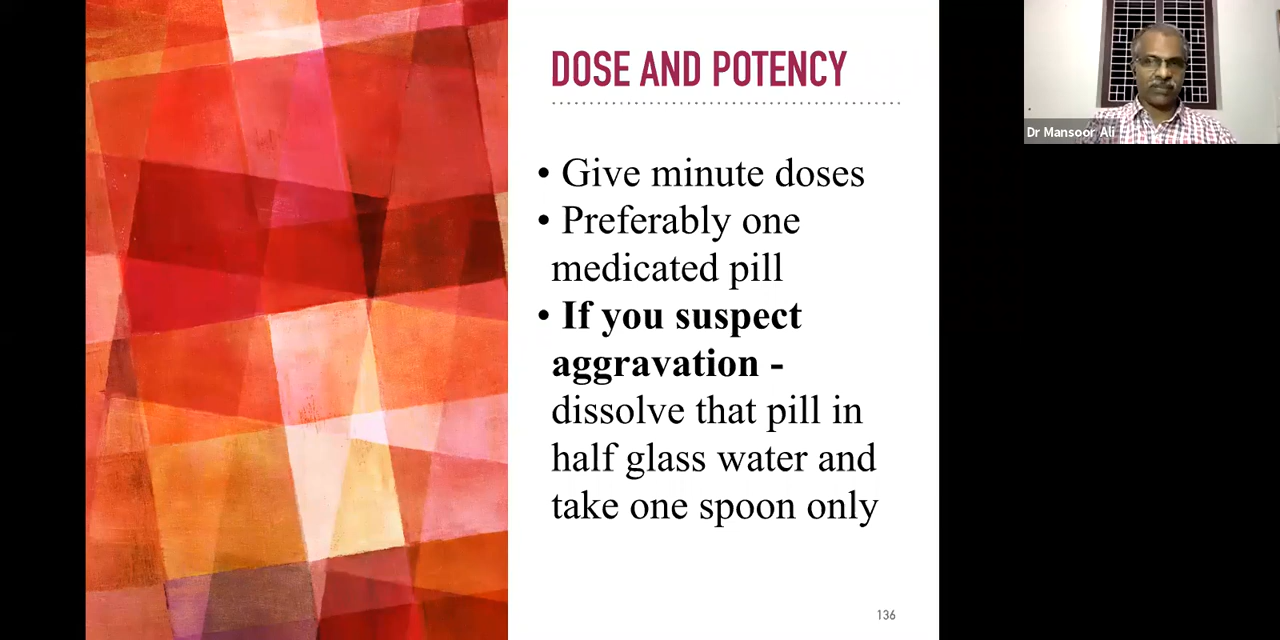 DOSE AND POTENCY
• Give minute doses
• Preferably one
medicated pill
• If you suspect
aggravation -
dissolve that pill in
half glass water and
take one spoon only
136
Dr Mansoor Ali